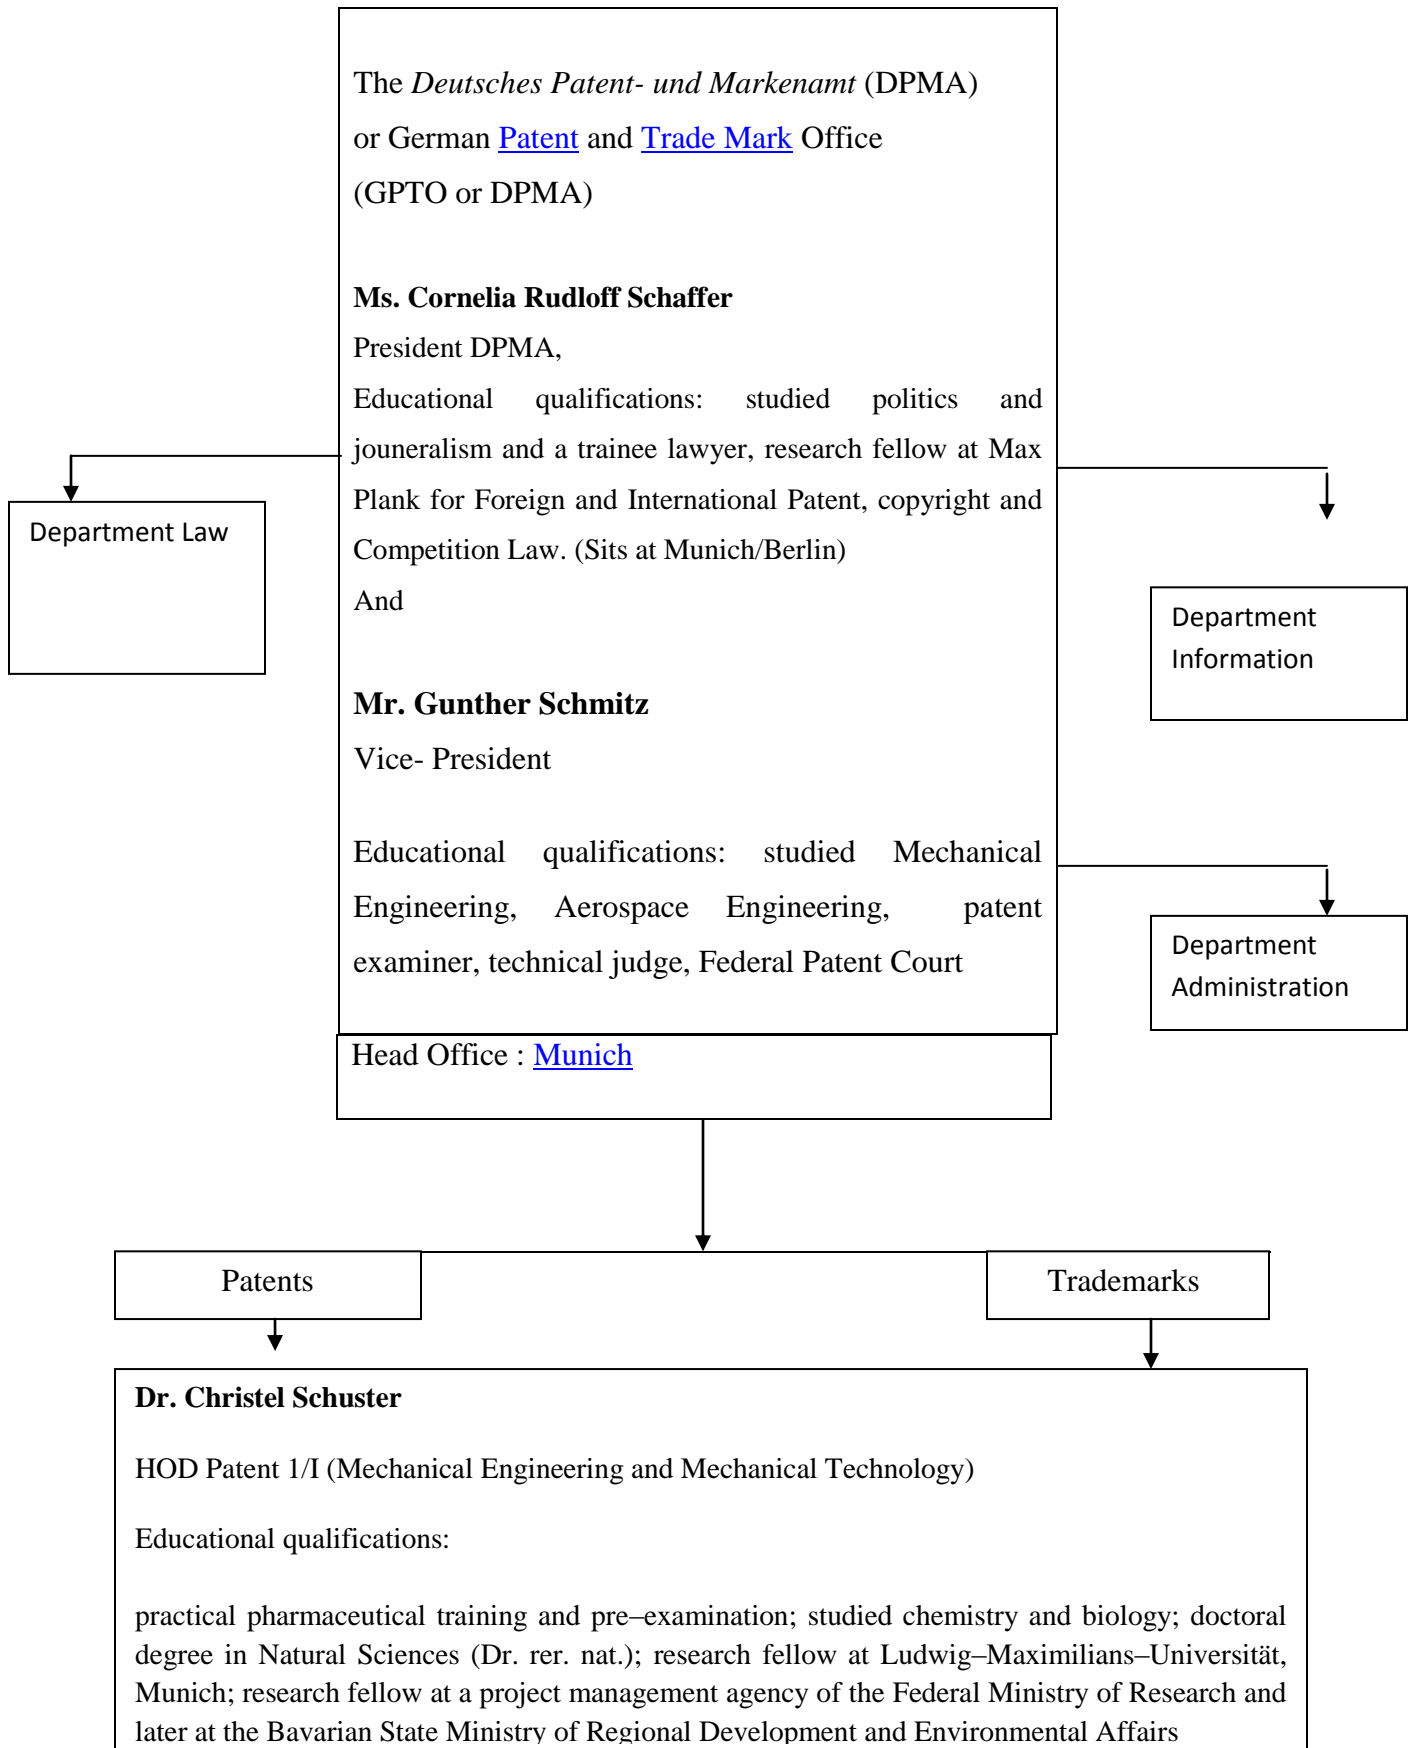 The Deutsches Patent- und Markenamt (DPMA)
or German Patent and Trade Mark Office
(GPTO or DPMA)
Ms. Cornelia Rudloff Schaffer
President DPMA,
Educational qualifications: studied politics and
jouneralism and a trainee lawyer, research fellow at Max
Plank for Foreign and International Patent, copyright and
Competition Law. (Sits at Munich/Berlin)
And
Mr. Gunther Schmitz
Vice- President
Educational qualifications: studied Mechanical
Engineering, Aerospace Engineering, patent
examiner, technical judge, Federal Patent Court
Department Law
Department
Information
Department
Administration
Head Office : Munich
Patents
Trademarks
Dr. Christel Schuster
HOD Patent 1/I (Mechanical Engineering and Mechanical Technology)
Educational qualifications:
practical pharmaceutical training and pre–examination; studied chemistry and biology; doctoral
degree in Natural Sciences (Dr. rer. nat.); research fellow at Ludwig–Maximilians–Universität,
Munich; research fellow at a project management agency of the Federal Ministry of Research and
later at the Bavarian State Ministry of Regional Development and Environmental Affairs